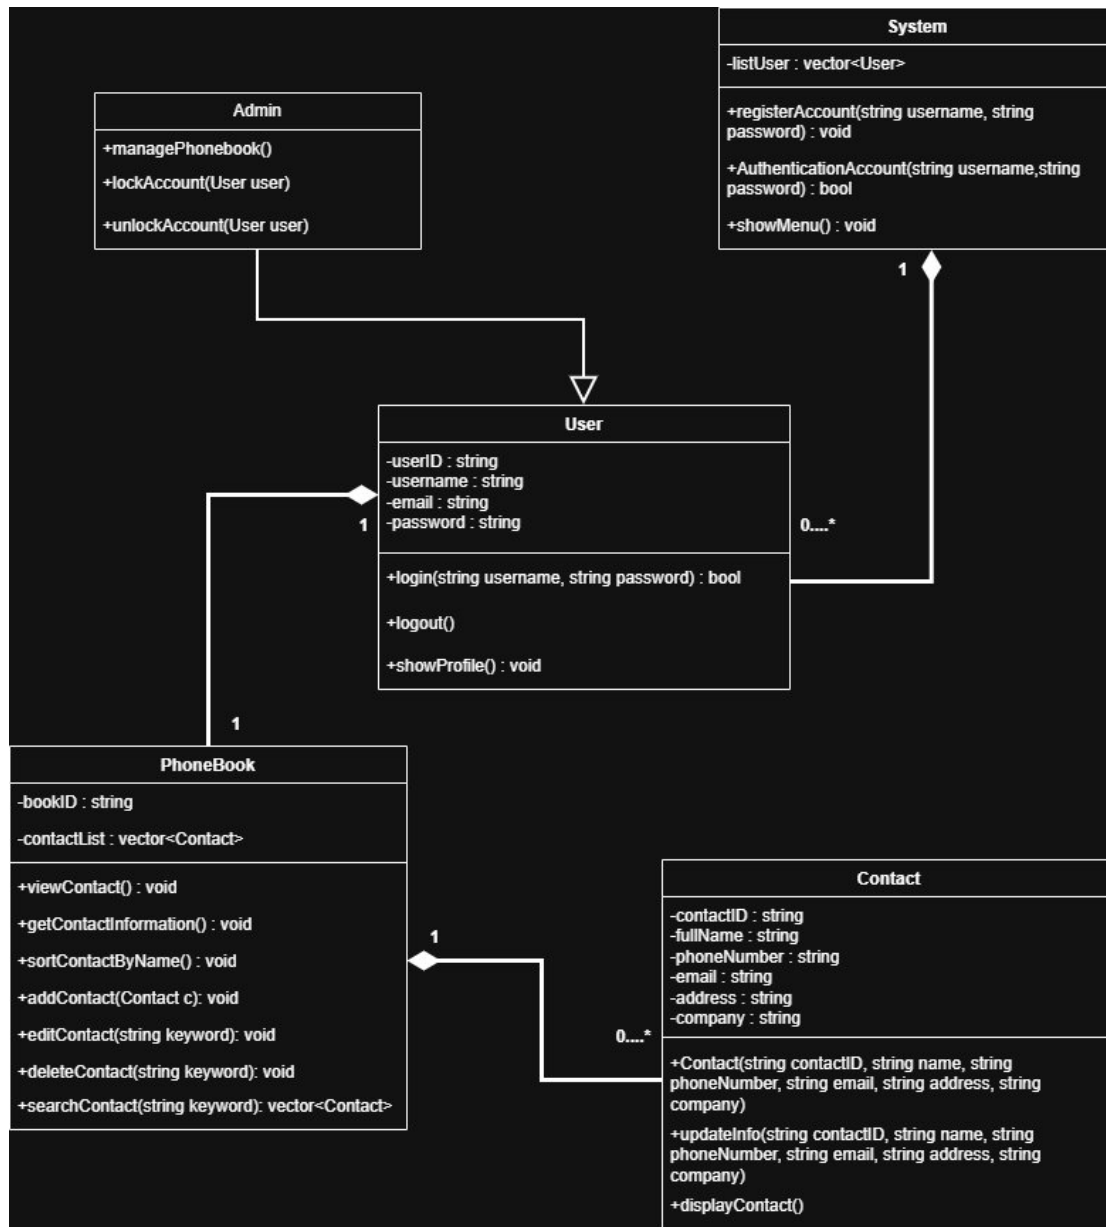 System
-listUser : vector<User>
+registerAccount(string username, string
password) : void
+AuthenticationAccount(string username,string
password) : bool
+showMenu() : void
Admin
+managePhonebook()
+lockAccount(User user)
+unlockAccount(User user)
1
User
-userID : string
-username : string
-email : string
-password : string
1
0....*
+login(string username, string password) : bool
+logout()
+showProfile() : void
1
PhoneBook
-bookID : string
-contactList : vector<Contact>
+viewContact() : void
+getContactInformation() : void
+sortContactByName() : void
+addContact(Contact c): void
+editContact(string keyword): void
+deleteContact(string keyword): void
+searchContact(string keyword): vector<Contact>
1
0....*
Contact
-contactID : string
-fullName : string
-phoneNumber : string
-email : string
-address : string
-company : string
+Contact(string contactID, string name, string
phoneNumber, string email, string address, string
company)
+updateInfo(string contactID, string name, string
phoneNumber, string email, string address, string
company)
+displayContact()